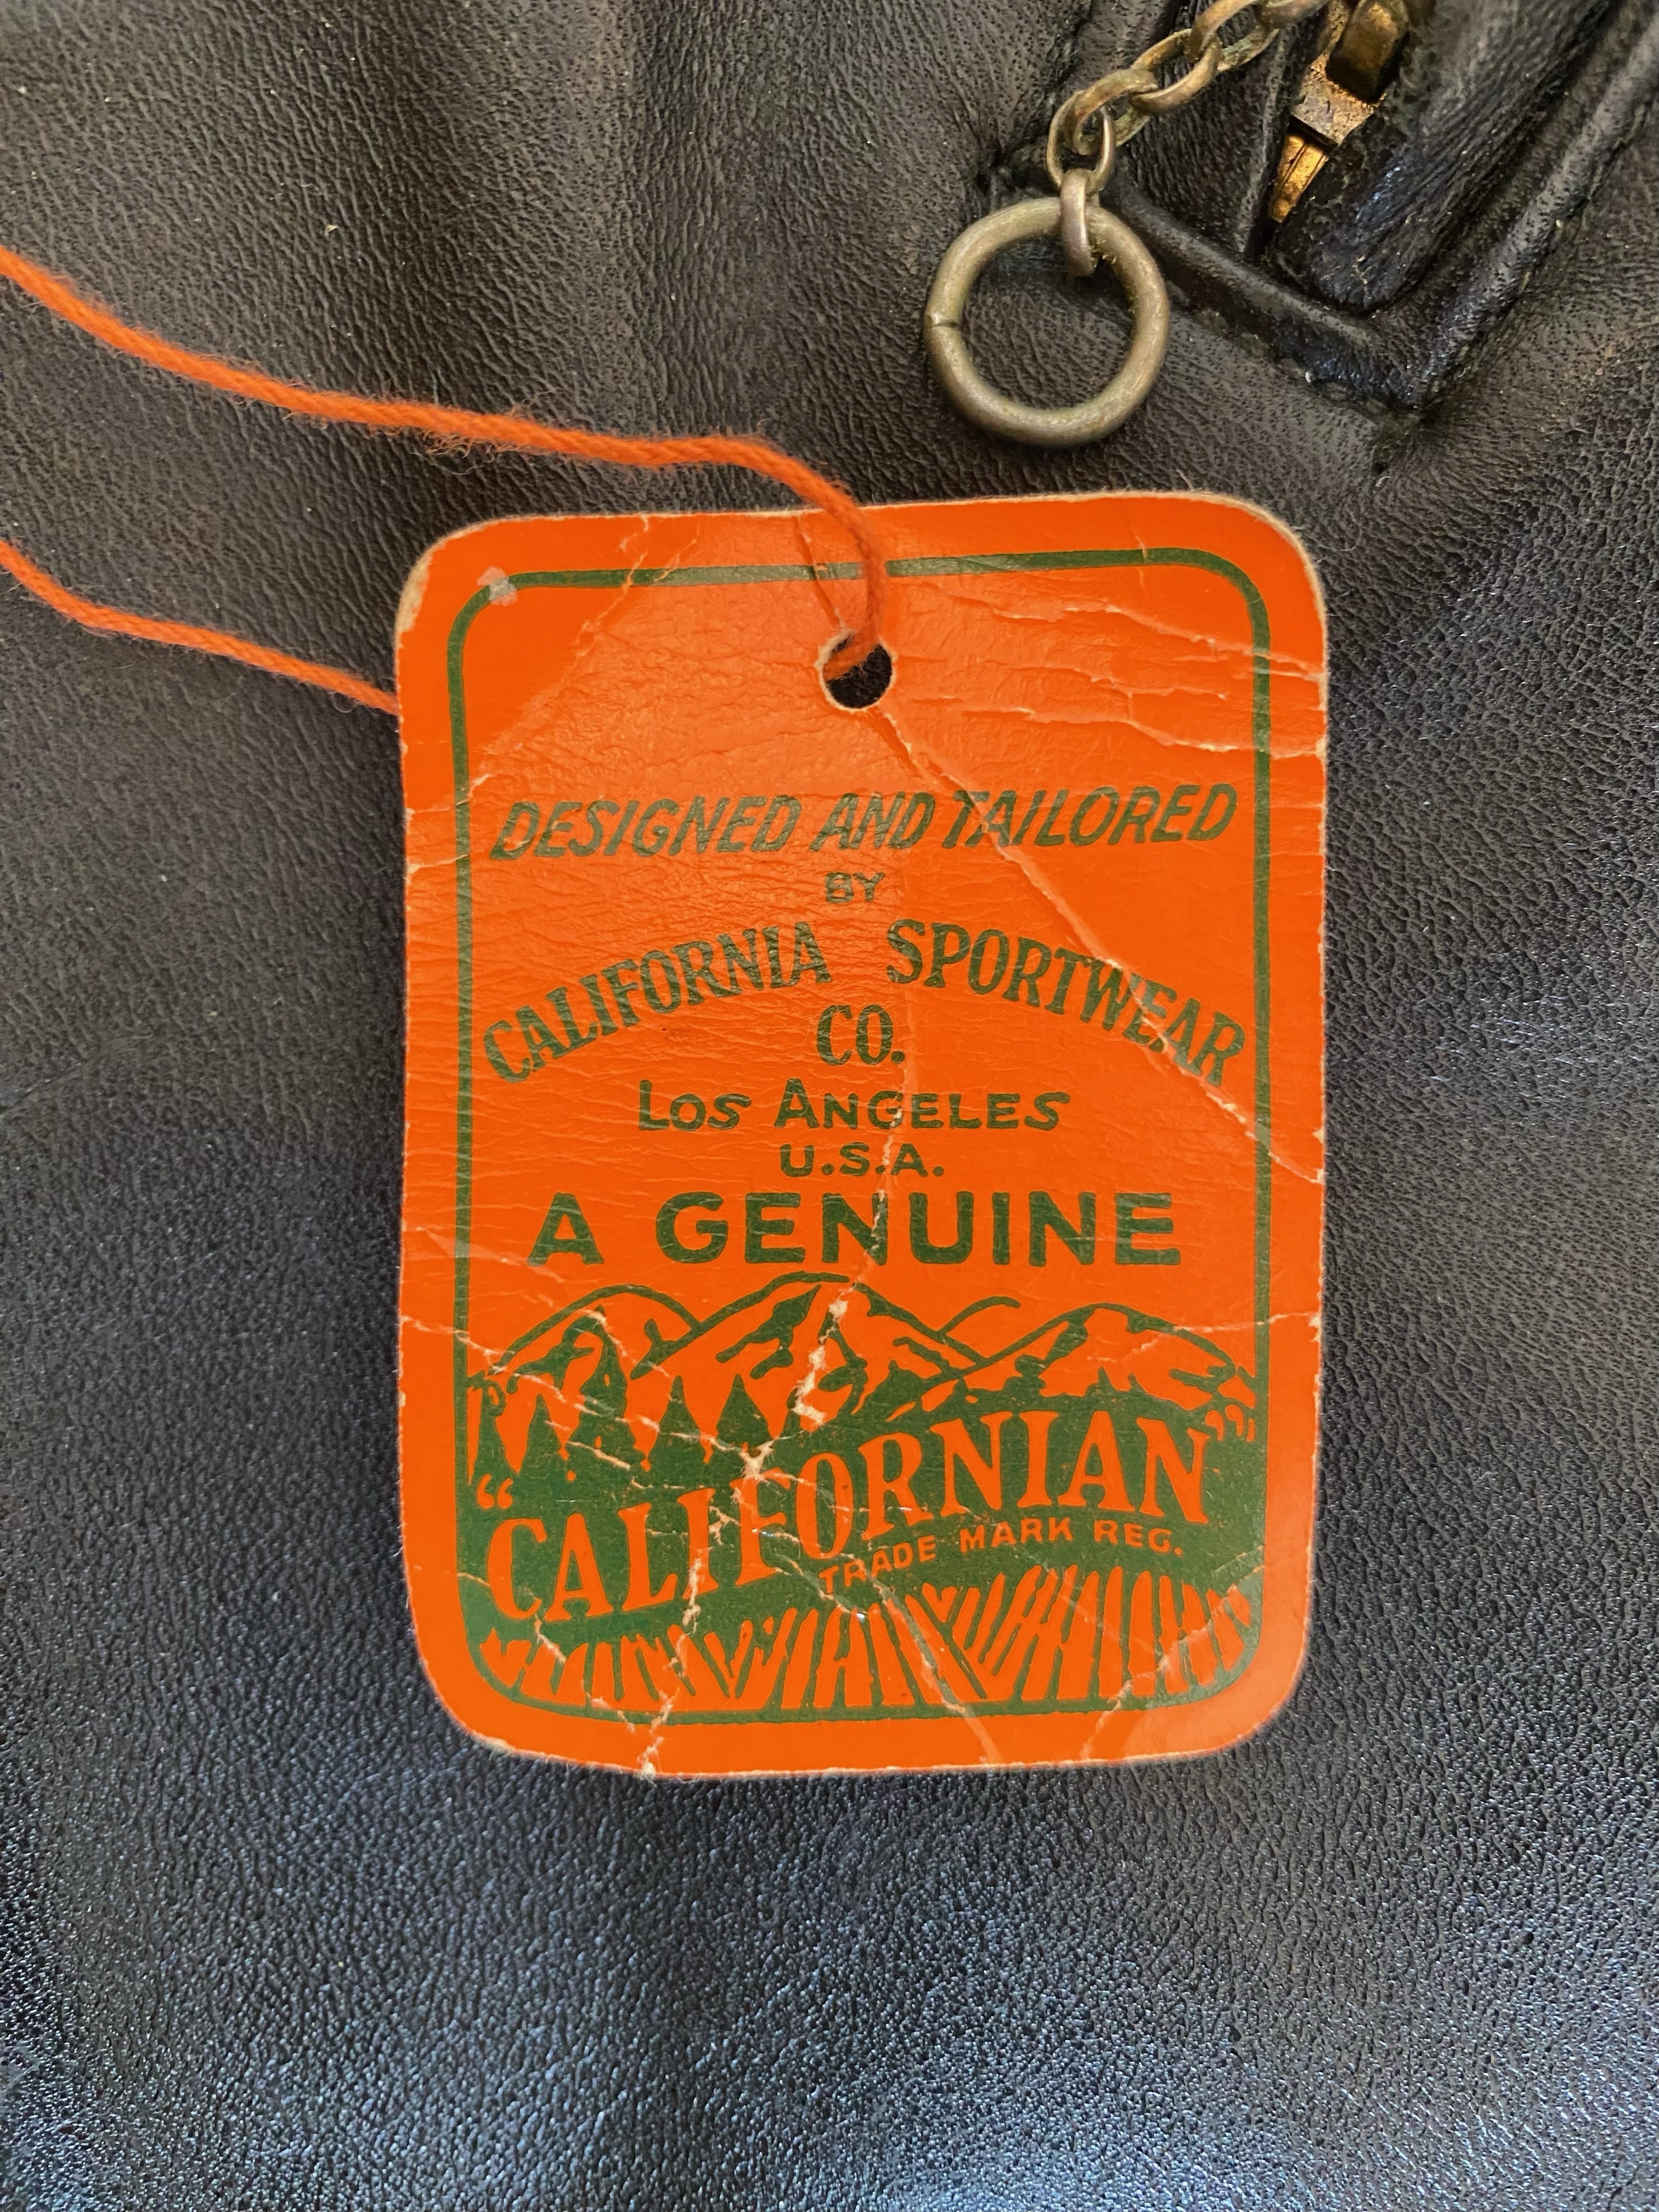 DESIGNED AND TAILORED
BY
CALIFORNIA SPORTWEAR
CO.
LOS ANGELES
U.S.A.
A GENUINE
“CALIFORNIAN
TRADE MARK REG.